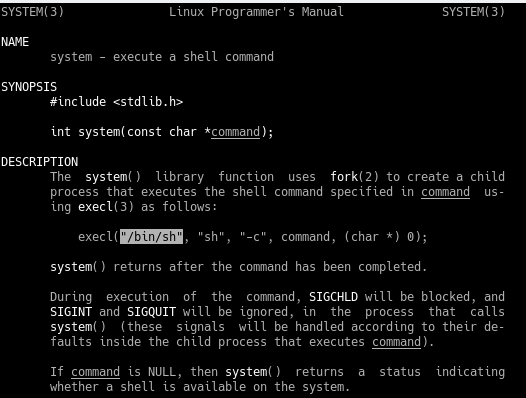 SYSTEM(3) Linux Programmer's Manual SYSTEM(3)
NAME
system - execute a shell command
SYNOPSIS
#include <stdlib.h>
int system(const char *command);
DESCRIPTION
The system() library function uses fork(2) to create a child
process that executes the shell command specified in command us-
ing execl(3) as follows:
execl("/bin/sh", "sh", "-c", command, (char *) 0);
system() returns after the command has been completed.
During execution of the command, SIGCHLD will be blocked, and
SIGINT and SIGQUIT will be ignored, in the process that calls
system() (these signals will be handled according to their de-
faults inside the child process that executes command).
If command is NULL, then system() returns a status indicating
whether a shell is available on the system.